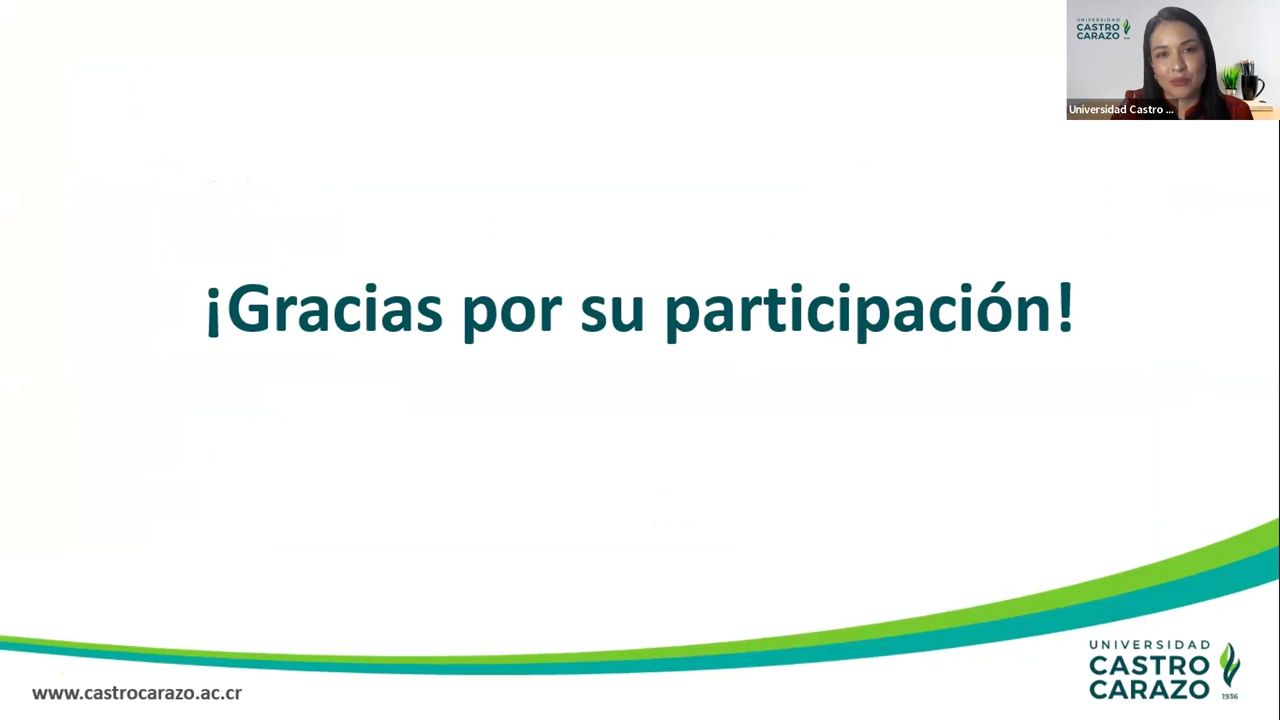 UNIVERSIDAD
CASTRO
CARAZO
Universidad Castro ...
¡Gracias por su participación!
www.castrocarazo.ac.cr
UNIVERSIDAD
CASTRO
CARAZO
1936